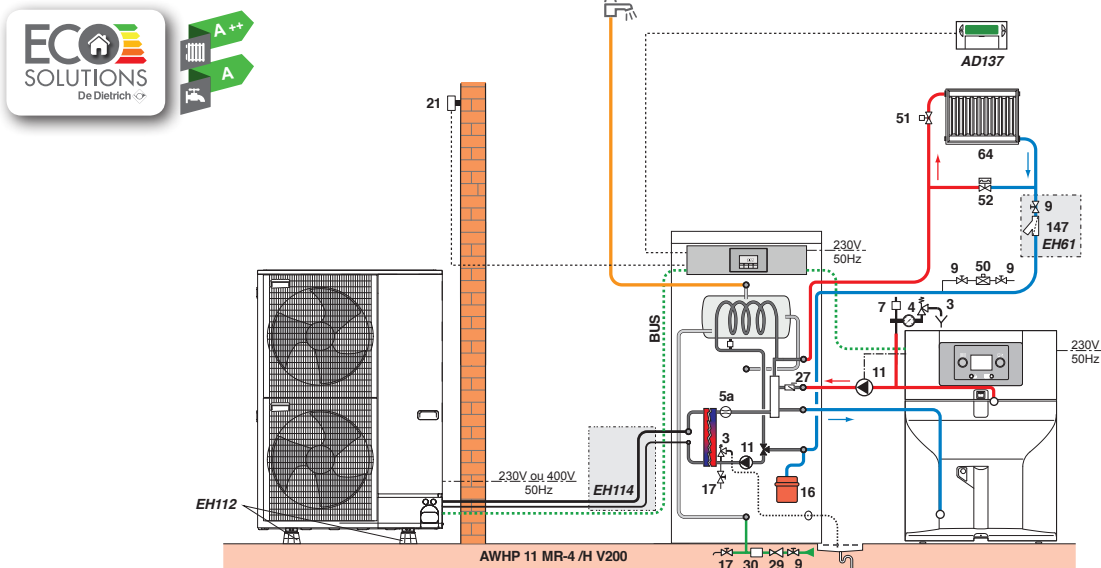 ECO
SOLUTIONS
De Dietrich
A++
A
AD137
21
51
64
52
9
147
EH61
230V
50Hz
9
50
9
7
4
3
BUS
230V
50Hz
27
11
5a
3
11
17
16
230V ou 400V
50Hz
EH114
EH112
AWHP 11 MR-4 /H V200
17
30
29
9